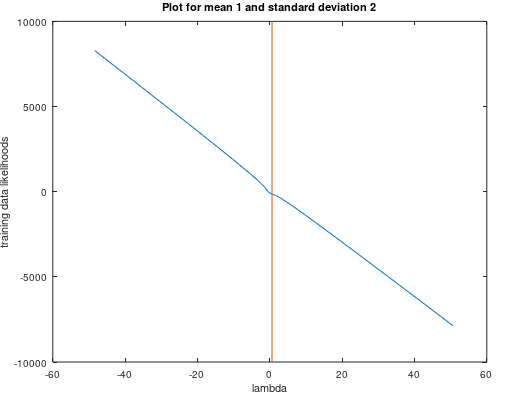 Plot for mean 1 and standard deviation 2
10000
5000
0
-5000
-10000
training data likelihoods
-60 -40 -20 0 20 40 60
lambda